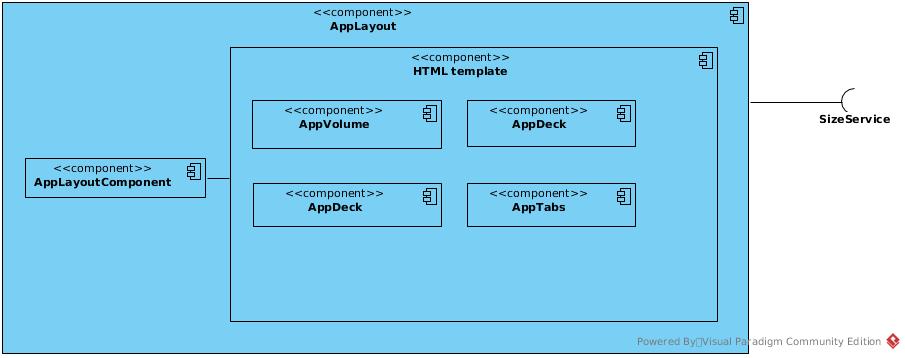 <<component>>
AppLayout
<<component>>
HTML template
<<component>>
AppVolume
<<component>>
AppDeck
SizeService
<<component>>
AppLayoutComponent
<<component>>
AppDeck
<<component>>
AppTabs
Powered By Visual Paradigm Community Edition